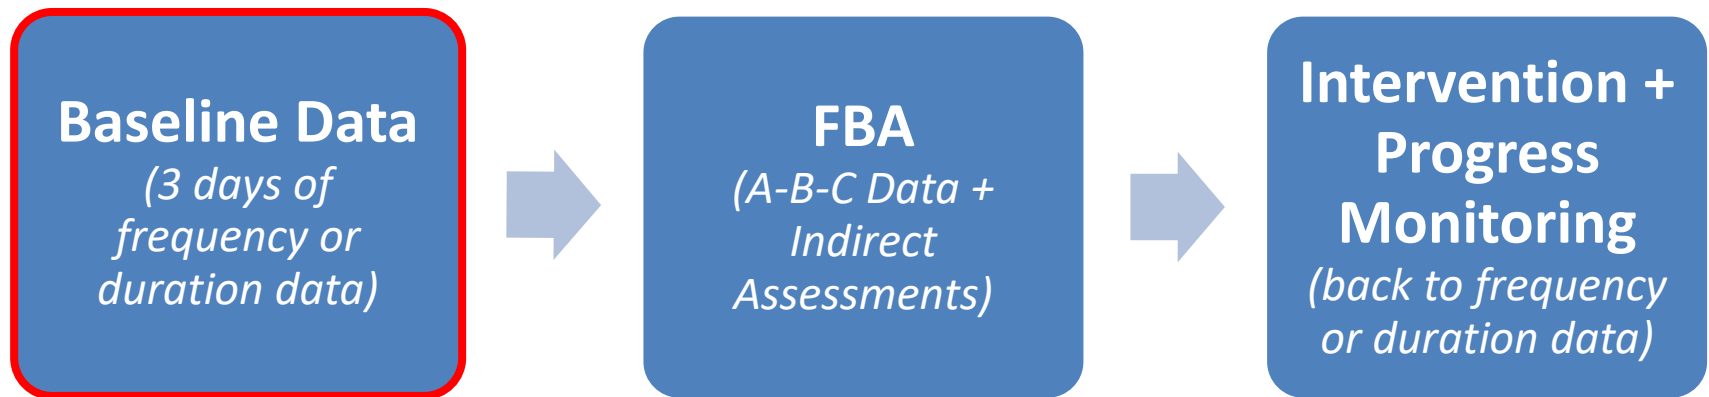 Baseline Data
(3 days of
frequency or
duration data)
FBA
(A-B-C Data +
Indirect
Assessments)
Intervention +
Progress
Monitoring
(back to frequency
or duration data)